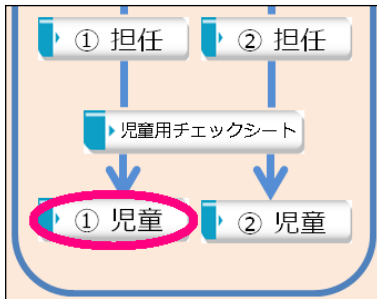 ① 担任
② 担任
児童用チェックシート
① 児童
② 児童